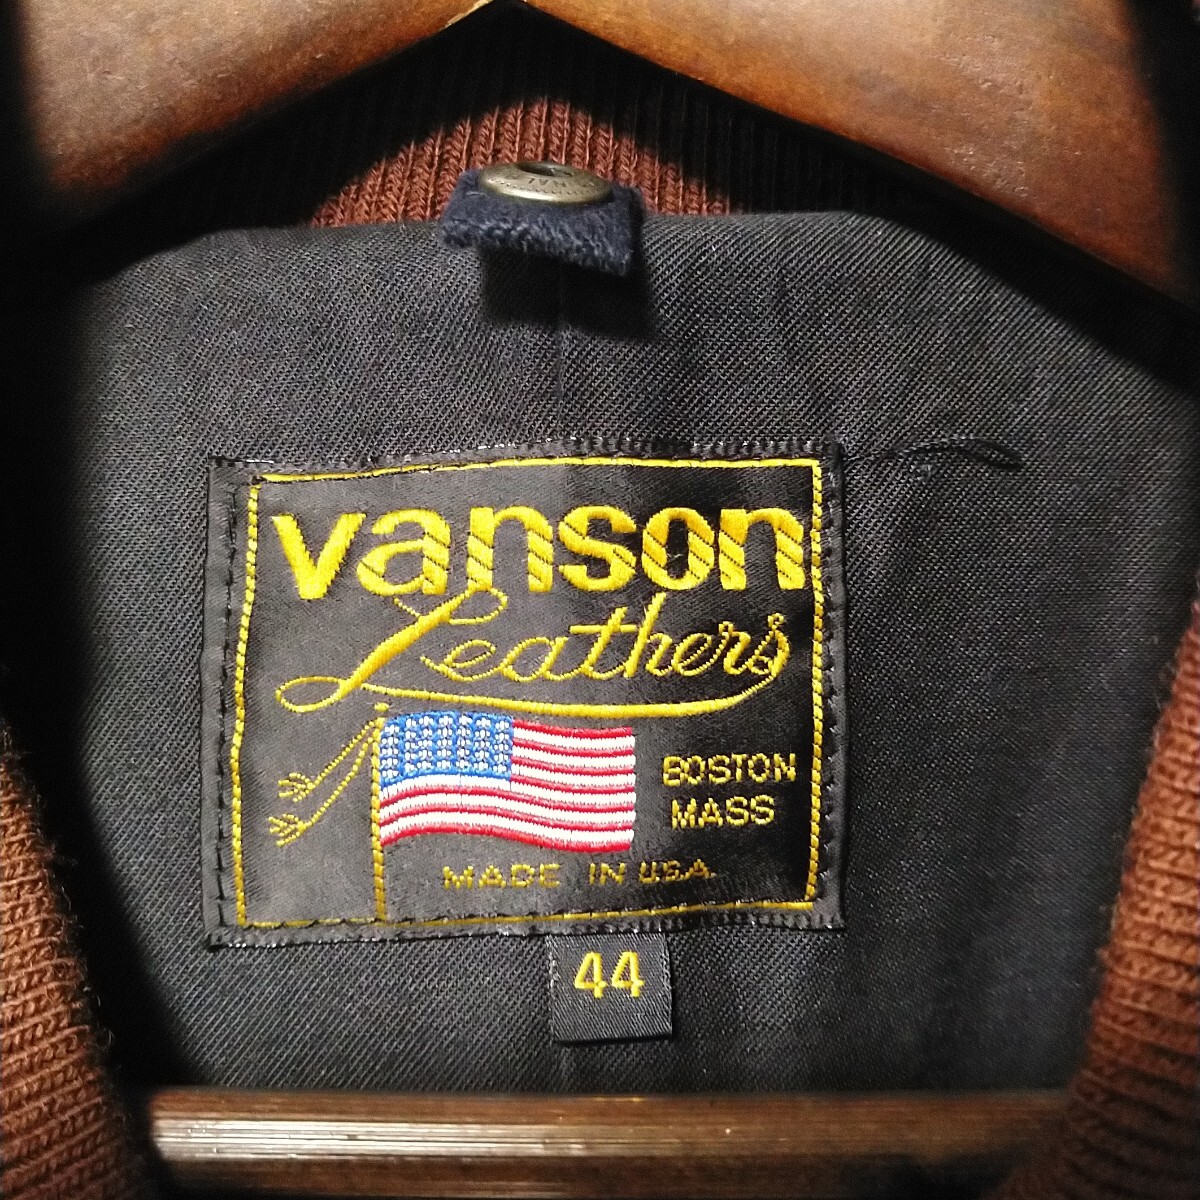 vanson
Leathers
BOSTON
MASS
MADE IN U.S.A.
44